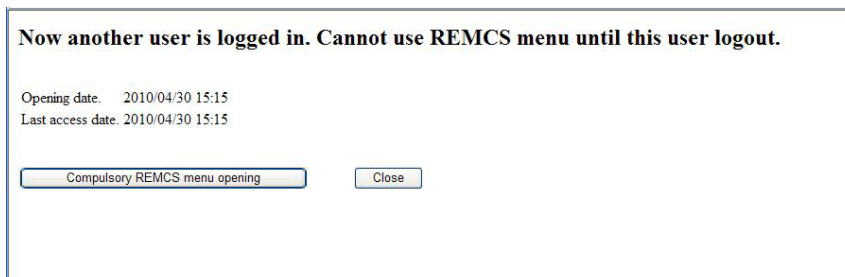 Now another user is logged in. Cannot use REMCS menu until this user logout.
Opening date. 2010/04/30 15:15
Last access date. 2010/04/30 15:15
Compulsory REMCS menu opening Close